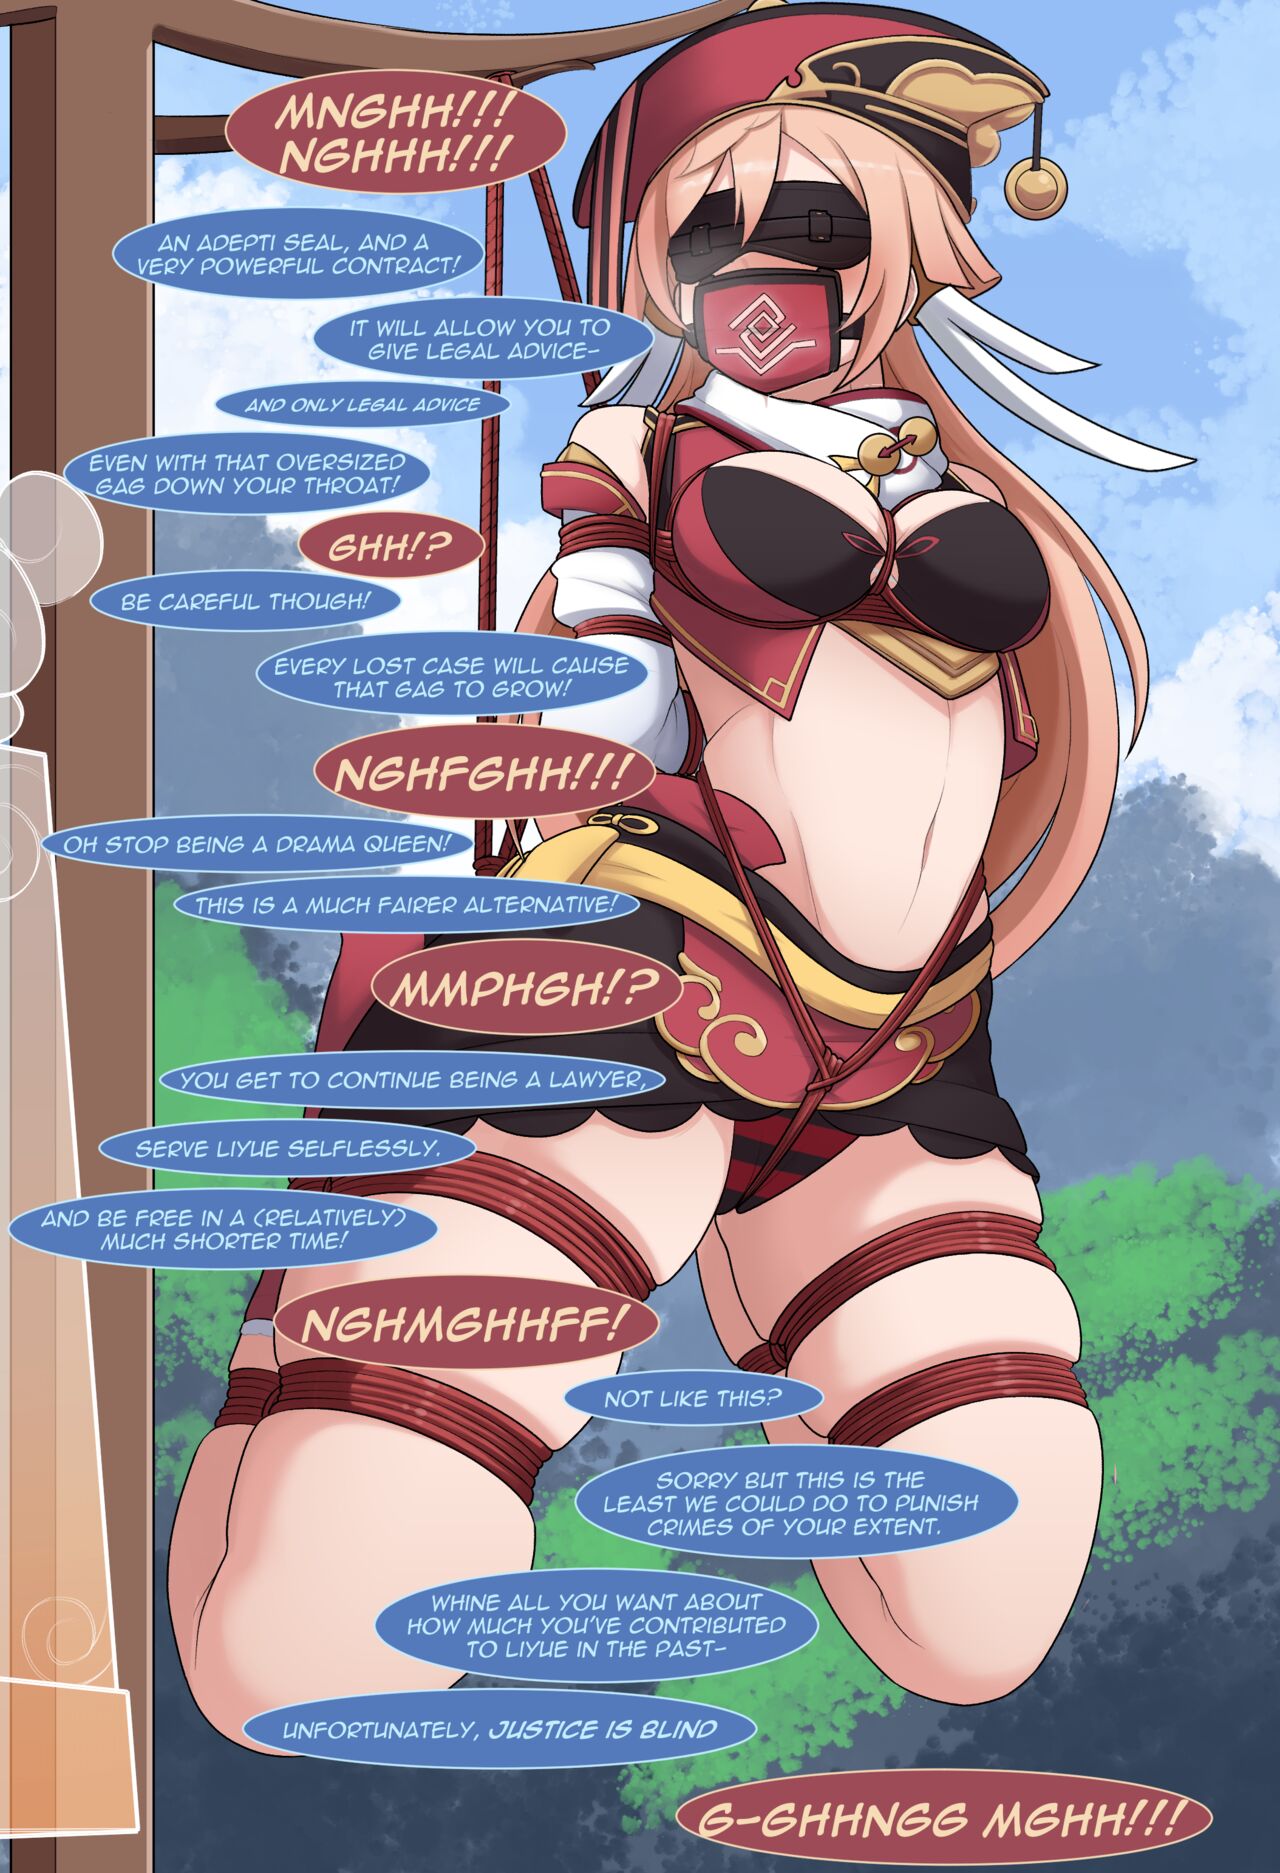 MNGHH!!!
NGHHH!!!
AN ADEPTI SEAL, AND A
VERY POWERFUL CONTRACT!
IT WILL ALLOW YOU TO
GIVE LEGAL ADVICE-
AND ONLY LEGAL ADVICE
EVEN WITH THAT OVERSIZED
GAG DOWN YOUR THROAT!
GHH!?
BE CAREFUL THOUGH!
EVERY LOST CASE WILL CAUSE
THAT GAG TO GROW!
NGHFGHH!!!
OH STOP BEING A DRAMA QUEEN!
THIS IS A MUCH FAIRER ALTERNATIVE!
MMPHGH!?
YOU GET TO CONTINUE BEING A LAWYER,
SERVE LIYUE SELFLESSLY.
AND BE FREE IN A (RELATIVELY)
MUCH SHORTER TIME!
NGHMGHHFF!
NOT LIKE THIS?
SORRY BUT THIS IS THE
LEAST WE COULD DO TO PUNISH
CRIMES OF YOUR EXTENT.
WHINE ALL YOU WANT ABOUT
HOW MUCH YOU'VE CONTRIBUTED
TO LIYUE IN THE PAST-
UNFORTUNATELY, JUSTICE IS BLIND
G-GHHNGG MGHH!!!